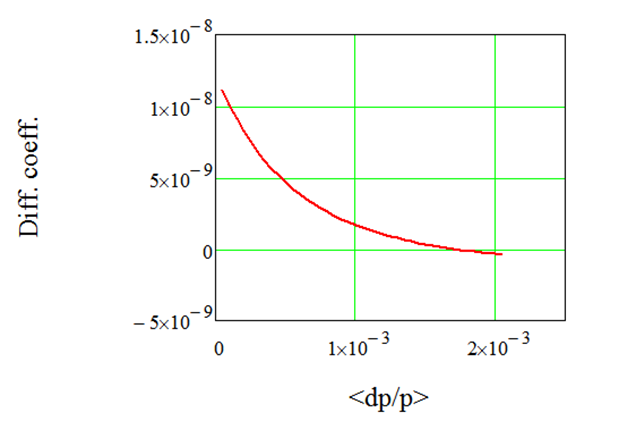 Diff. coeff.
1.5×10⁻⁸
1×10⁻⁸
5×10⁻⁹
0
− 5×10⁻⁹
0 1×10⁻³ 2×10⁻³
<dp/p>